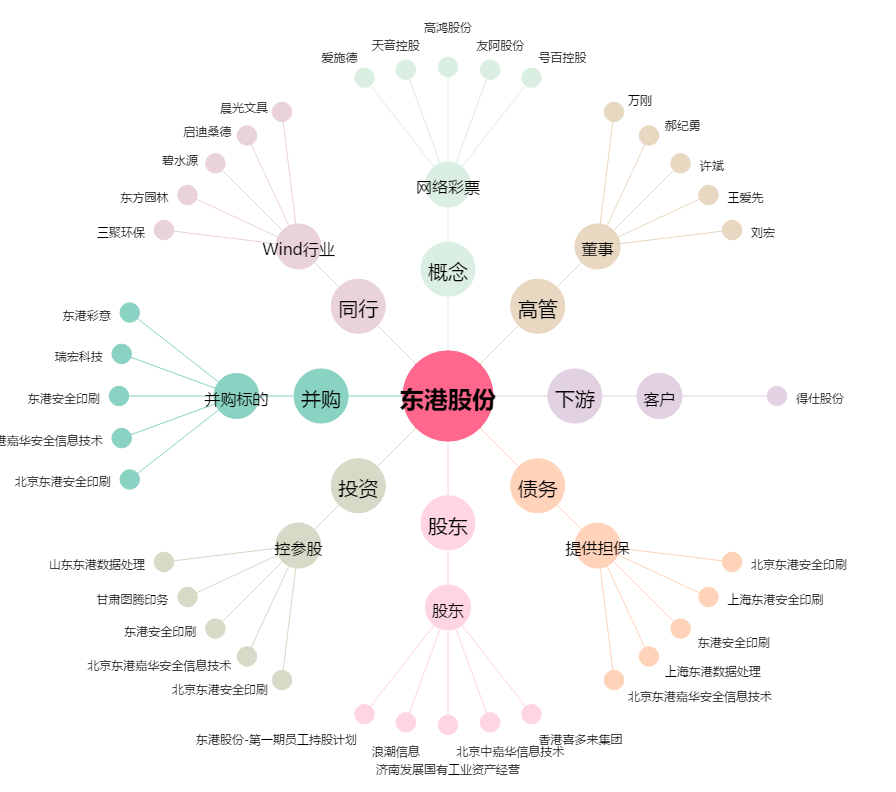 高鸿股份
天音控股
友阿股份
爱施德
号百控股
万刚
晨光文具
郝纪勇
启迪桑德
碧水源
许斌
网络彩票
东方园林
王爱先
三聚环保
刘宏
Wind行业
董事
概念
同行
高管
东港彩意
瑞宏科技
东港安全印刷
并购标的
并购
东港股份
下游
客户
得仕股份
港嘉华安全信息技术
北京东港安全印刷
投资
债务
股东
控参股
提供担保
山东东港数据处理
北京东港安全印刷
甘肃图腾印务
上海东港安全印刷
股东
东港安全印刷
东港安全印刷
北京东港嘉华安全信息技术
上海东港数据处理
北京东港安全印刷
北京东港嘉华安全信息技术
东港股份-第一期员工持股计划
香港喜多来集团
浪潮信息
北京中嘉华信息技术
济南发展国有工业资产经营